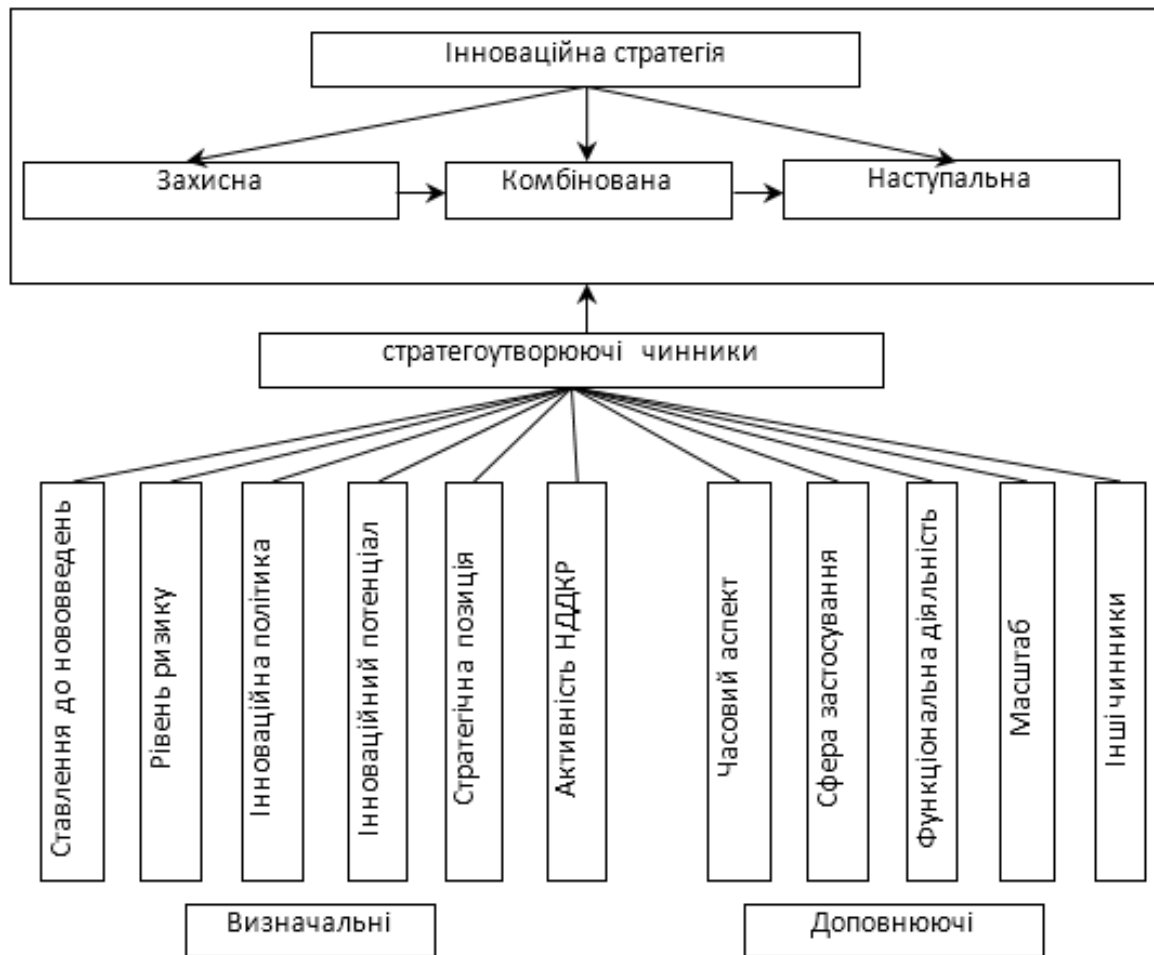 Інноваційна стратегія
Захисна
Комбінована
Наступальна
стратегоутворюючі чинники
Ставлення до нововведень
Рівень ризику
Інноваційна політика
Інноваційний потенціал
Стратегічна позиція
Активність НДДКР
Часовий аспект
Сфера застосування
Функціональна діяльність
Масштаб
Інші чинники
Визначальні
Доповнюючі